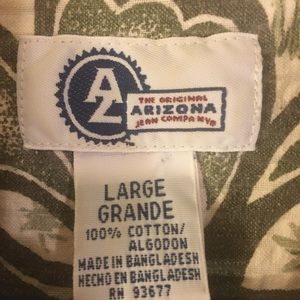 AZ
THE ORIGINAL
ARIZONA
JEAN COMPANY®
LARGE
GRANDE
100% COTTON/
ALGODON
MADE IN BANGLADESH
HECHO EN BANGLADESH
RN 93677